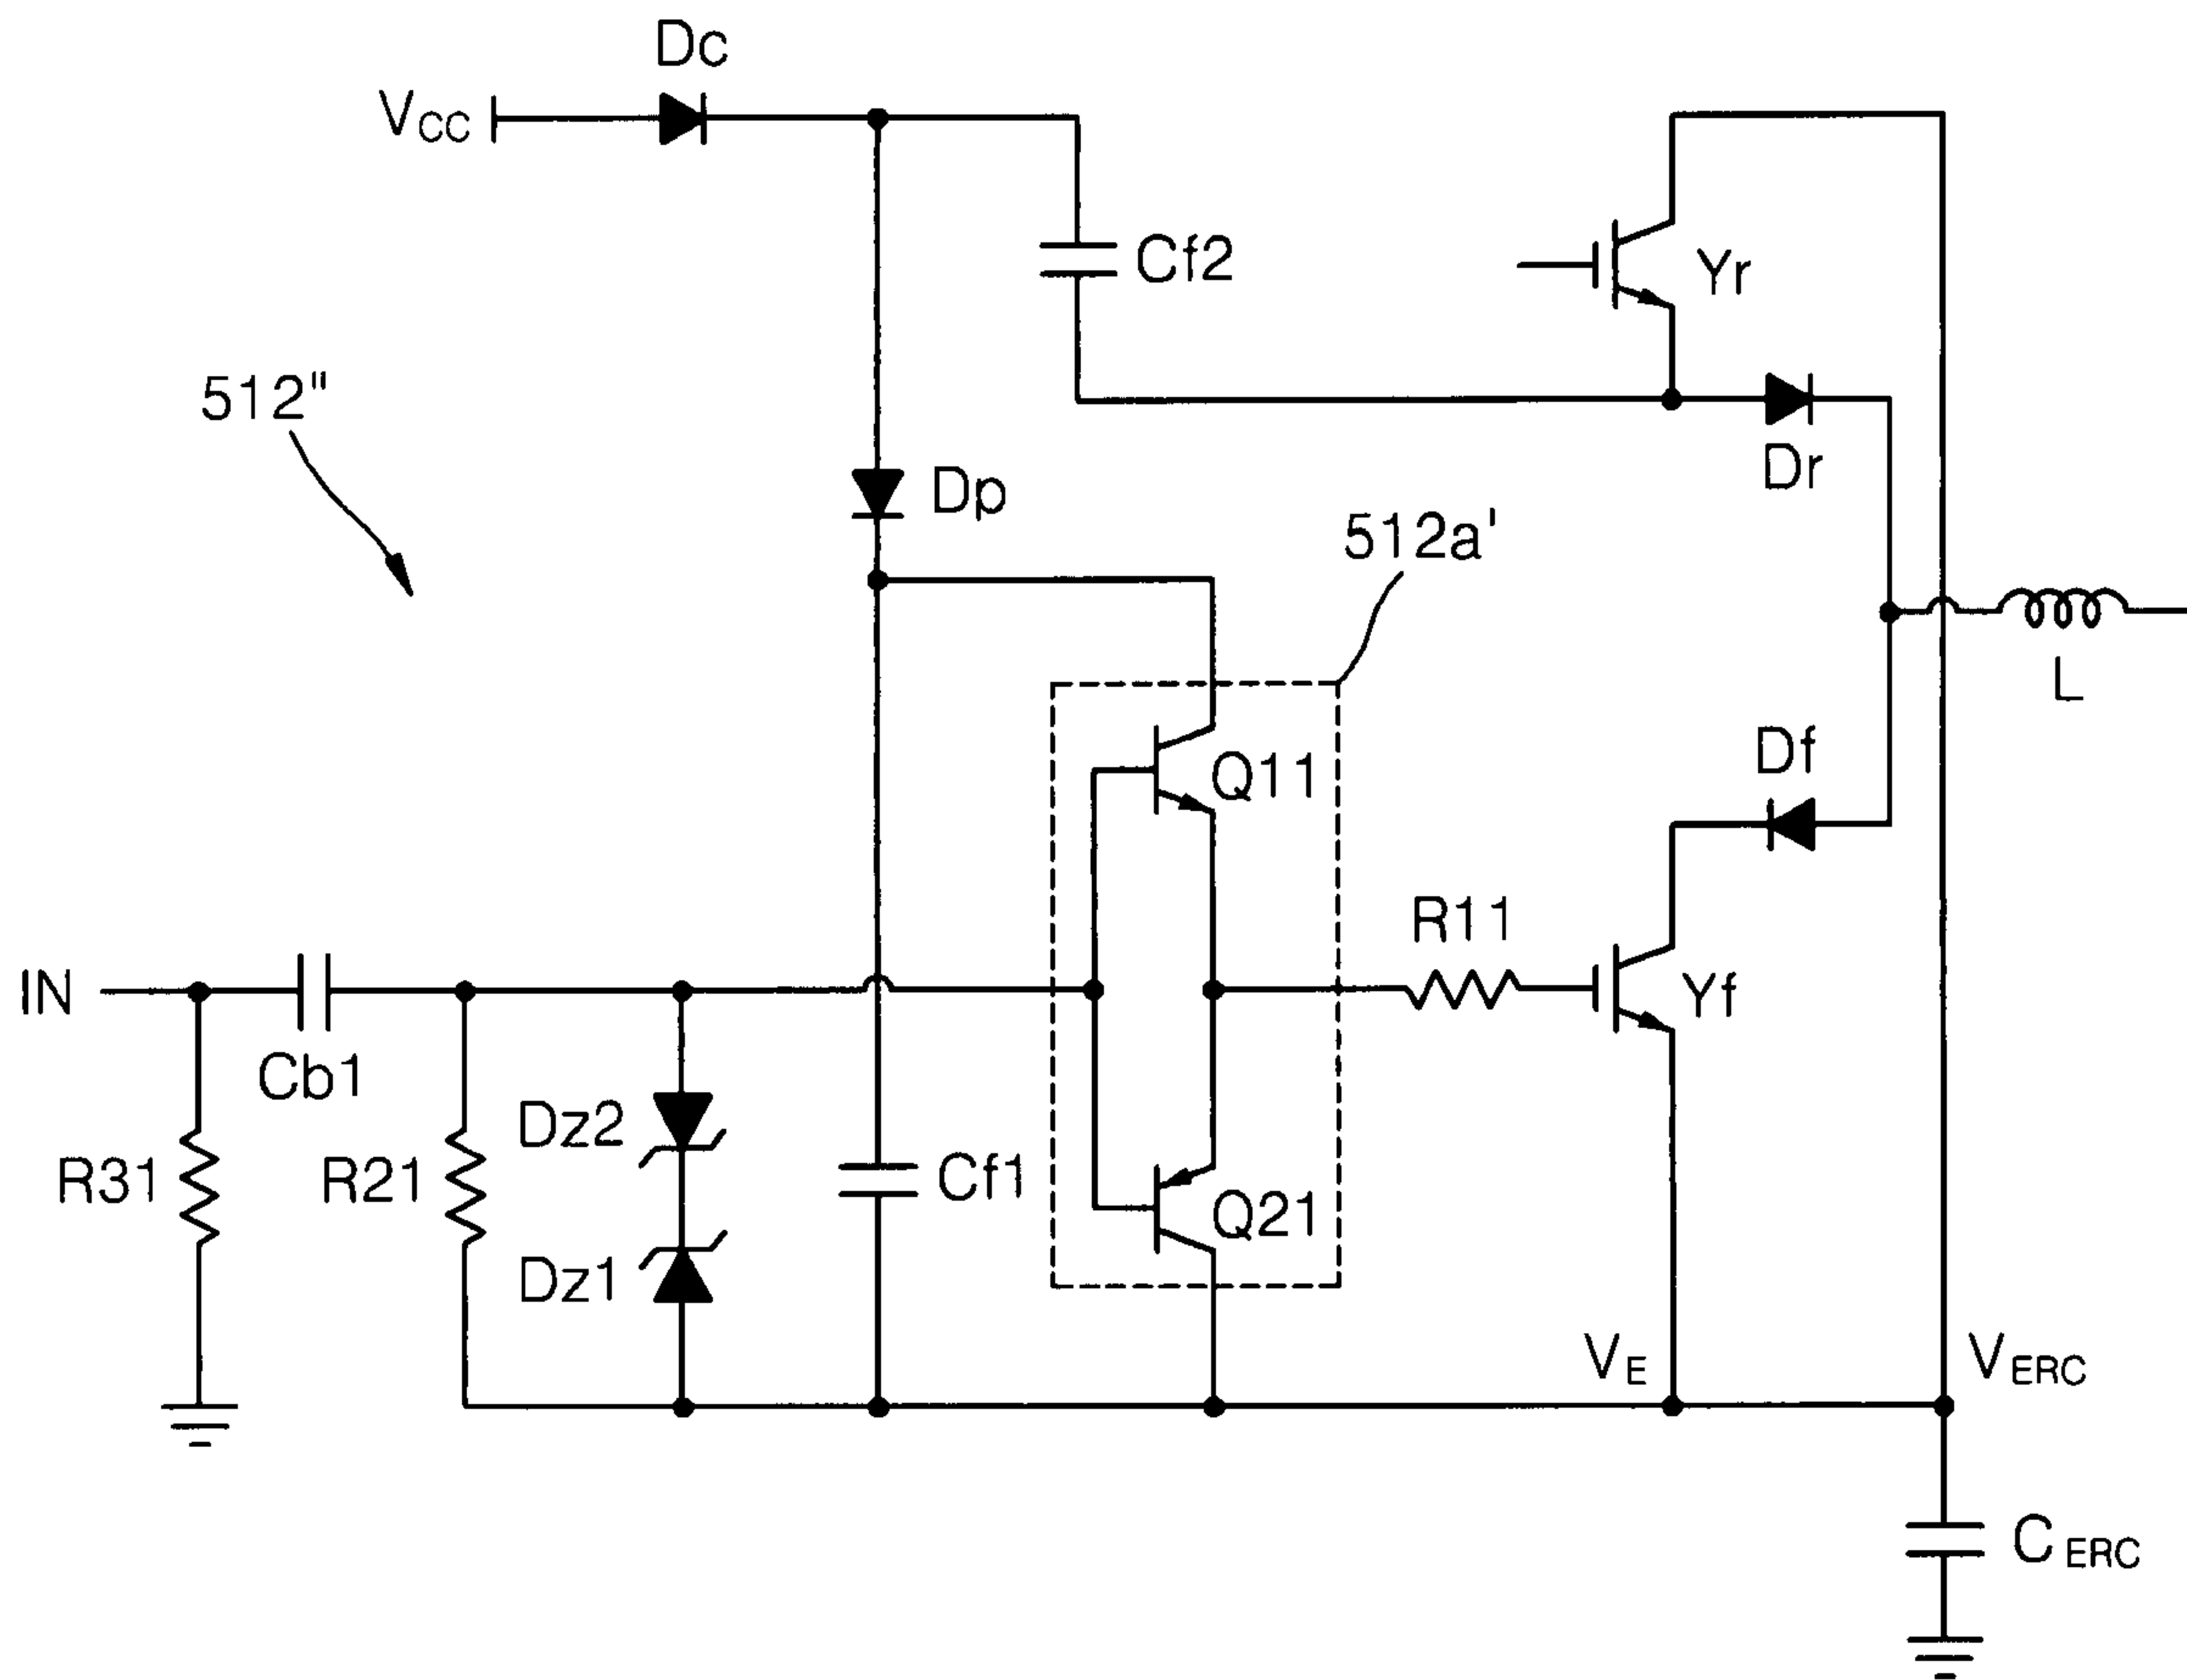 Dc
VCC
Cf2
Yr
512"
Dr
Dp
512a'
L
Q11
Df
R11
IN
Yf
Cb1
Dz2
R31
R21
Cf1
Q21
Dz1
VE
VERC
CERC